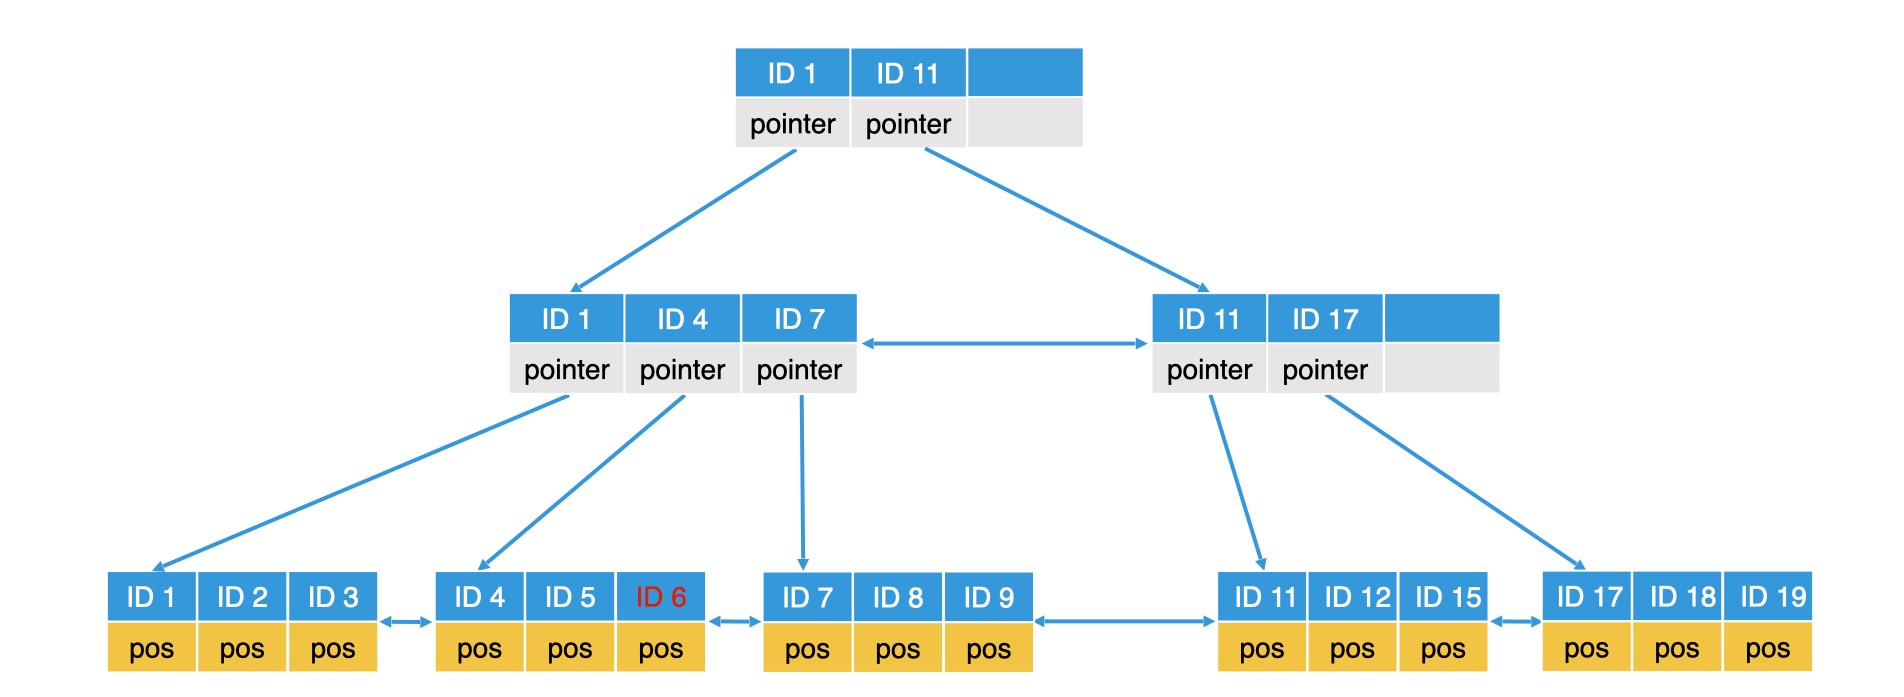 ID 1 ID 11
pointer pointer
ID 1 ID 4 ID 7 ID 11 ID 17
pointer pointer pointer pointer pointer
ID 1 ID 2 ID 3 ID 4 ID 5 ID 6 ID 7 ID 8 ID 9 ID 11 ID 12 ID 15 ID 17 ID 18 ID 19
pos pos pos pos pos pos pos pos pos pos pos pos pos pos pos